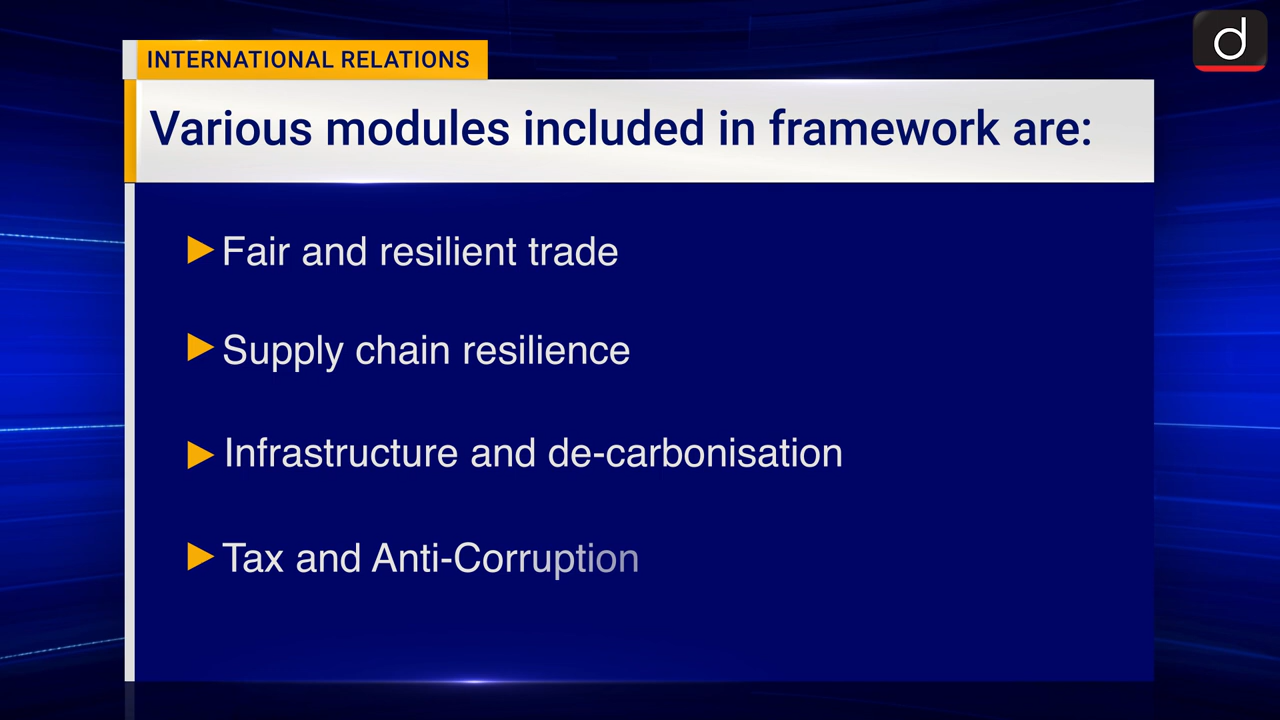 INTERNATIONAL RELATIONS
d
Various modules included in framework are:
Fair and resilient trade
Supply chain resilience
Infrastructure and de-carbonisation
Tax and Anti-Corruption